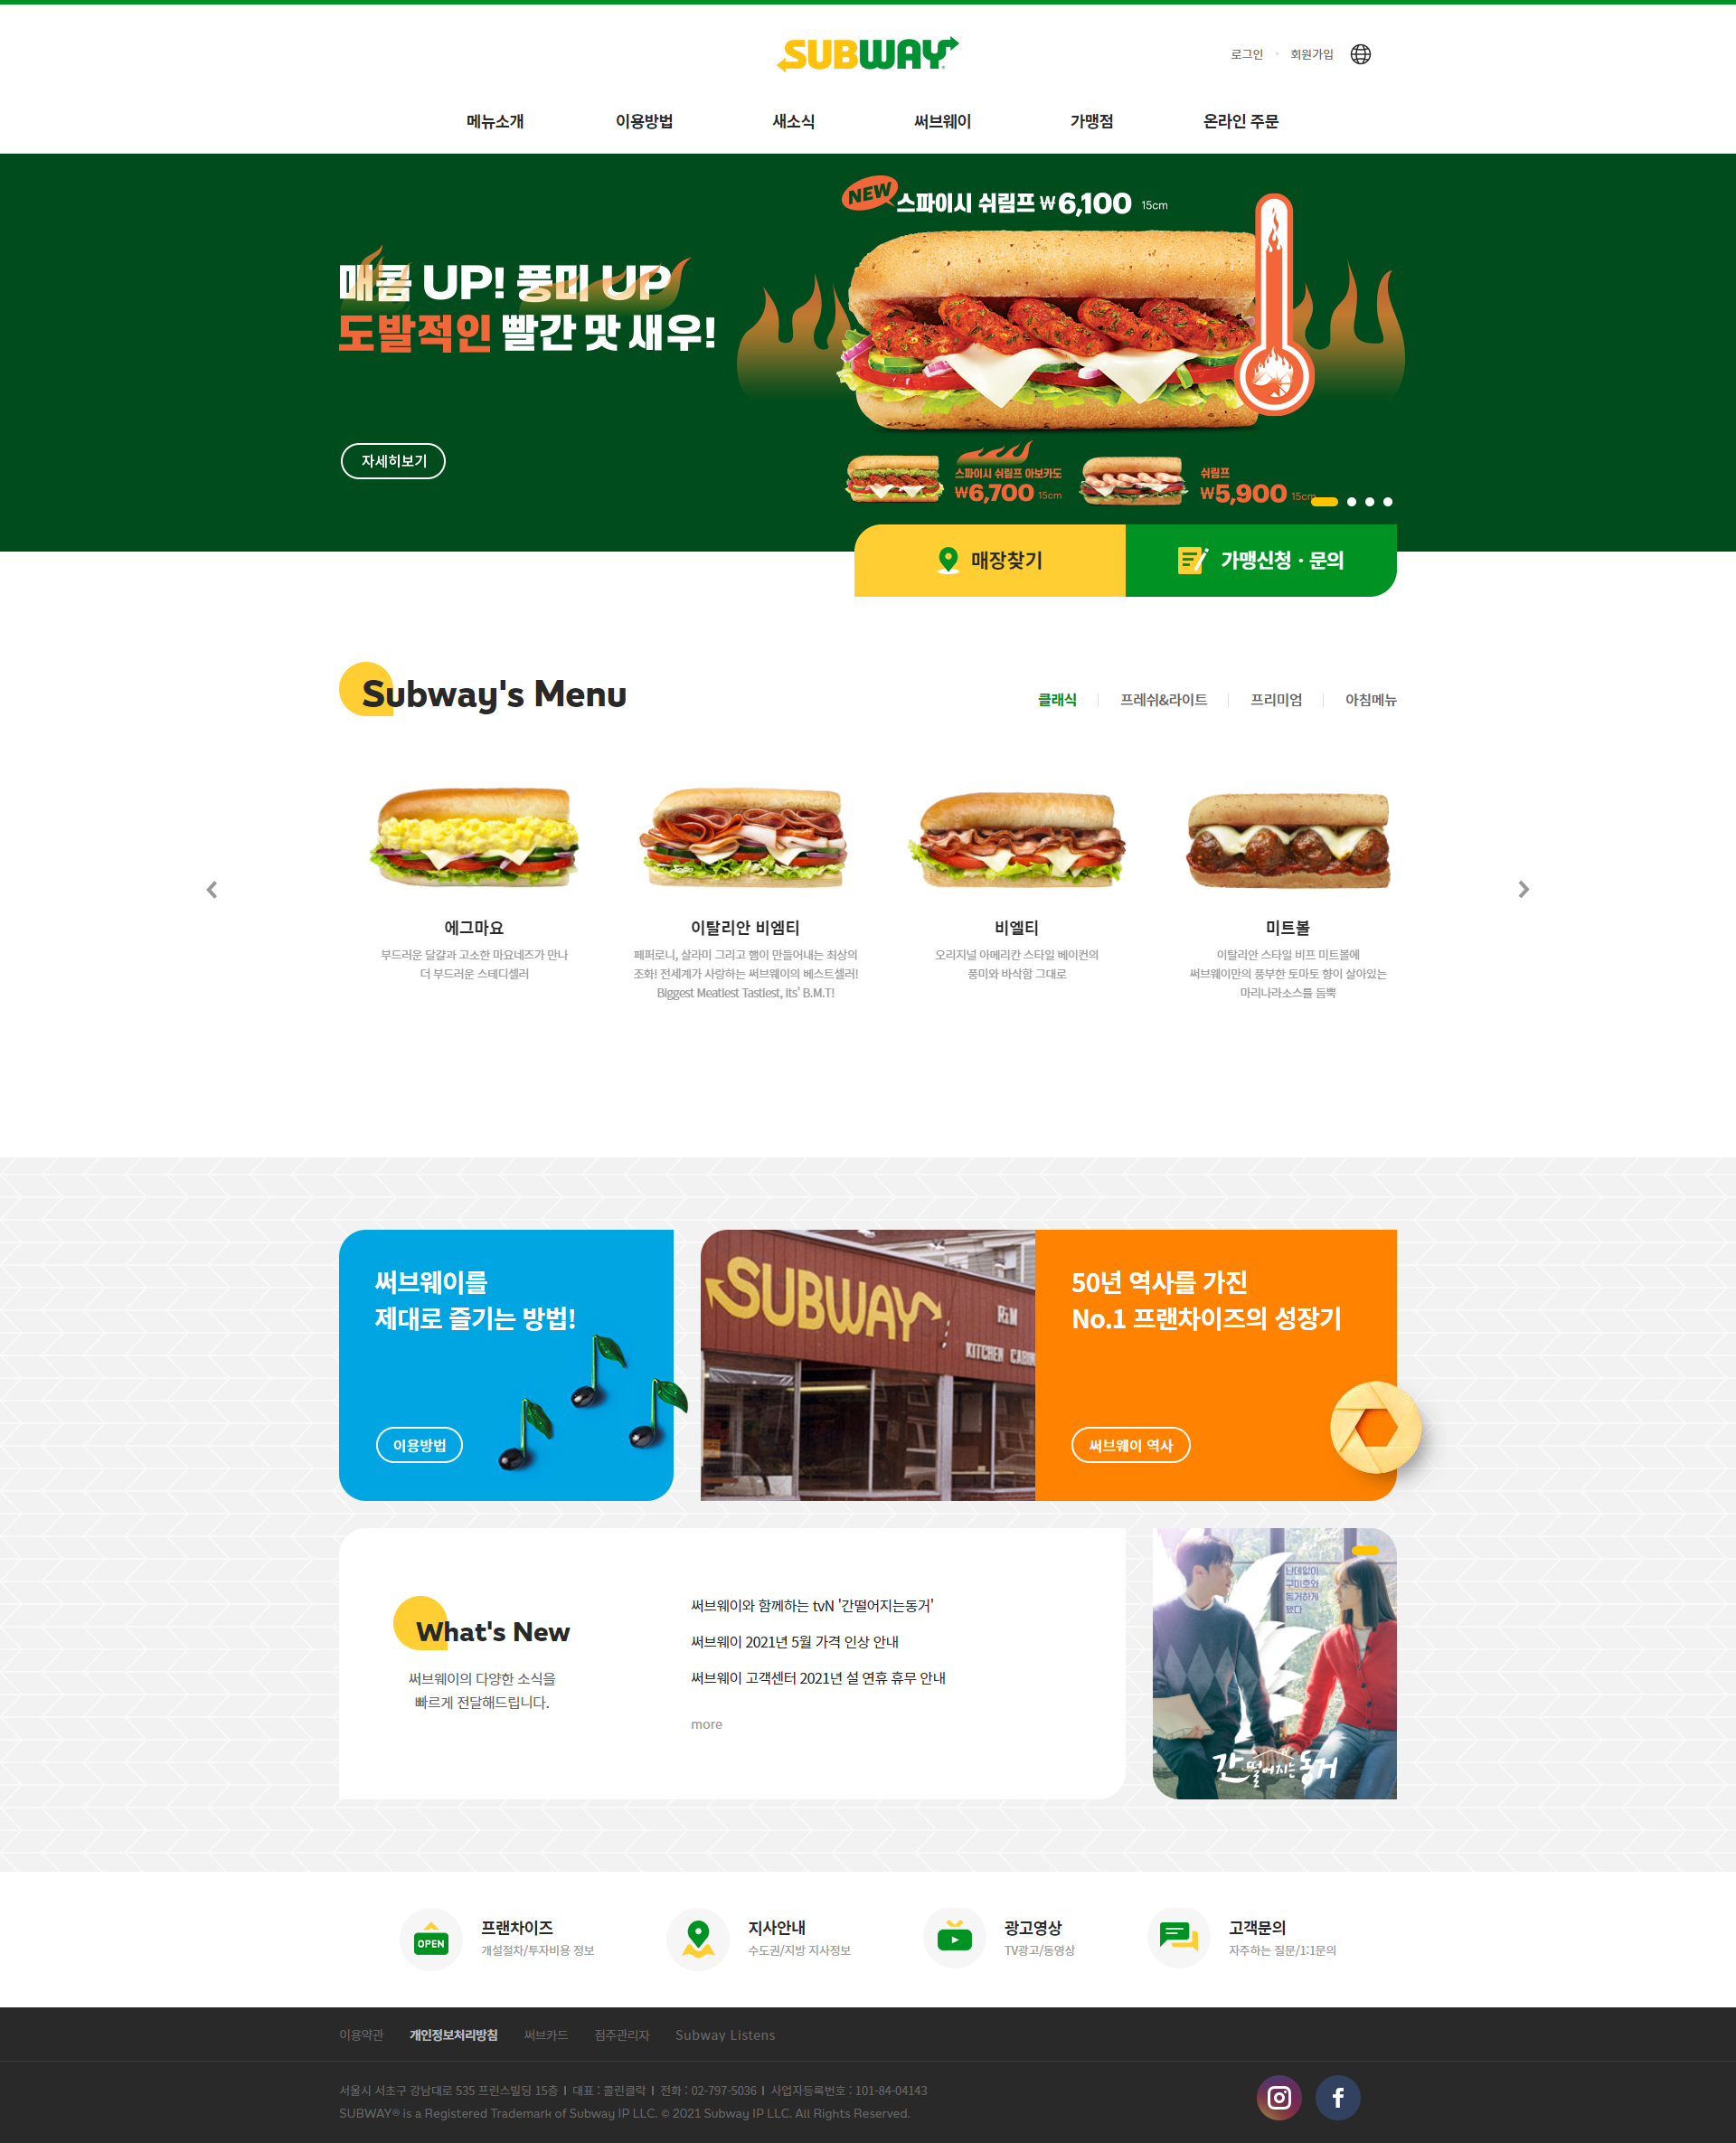 SUBWAY
로그인
회원가입
메뉴소개
이용방법
새소식
써브웨이
가맹점
온라인 주문
NEW 스파이시 쉬림프 ₩6,100 15cm
매콤 UP! 풍미 UP
도발적인 빨간 맛 새우!
자세히보기
스파이시 쉬림프 아보카도
₩6,700 15cm
쉬림프
₩5,900 15cm
매장찾기
가맹신청 · 문의
Subway's Menu
클래식
프레쉬&라이트
프리미엄
아침메뉴
에그마요
부드러운 달걀과 고소한 마요네즈가 만나
더 부드러운 스테디셀러
이탈리안 비엠티
페퍼로니, 살라미 그리고 햄이 만들어내는 최상의
조화! 전세계가 사랑하는 써브웨이의 베스트셀러!
Biggest Meatiest Tastiest, its’ B.M.T!
비엘티
오리지널 아메리칸 스타일 베이컨의
풍미와 바삭함 그대로
미트볼
이탈리안 스타일 비프 미트볼에
써브웨이만의 풍부한 토마토 향이 살아있는
마리나라소스를 듬뿍
써브웨이를
제대로 즐기는 방법!
이용방법
SUBWAY
R&M
KITCHEN CABIN
50년 역사를 가진
No.1 프랜차이즈의 성장기
써브웨이 역사
What's New
써브웨이의 다양한 소식을
빠르게 전달해드립니다.
써브웨이와 함께하는 tvN '간떨어지는동거'
써브웨이 2021년 5월 가격 인상 안내
써브웨이 고객센터 2021년 설 연휴 휴무 안내
more
난데없이
구미호와
동거하게
됐다
간 떨어지는 동거
OPEN
프랜차이즈
개설절차/투자비용 정보
지사안내
수도권/지방 지사정보
광고영상
TV광고/동영상
고객문의
자주하는 질문/1:1문의
이용약관
개인정보처리방침
써브카드
점주관리자
Subway Listens
서울시 서초구 강남대로 535 프린스빌딩 15층 | 대표 : 콜린클락 | 전화 : 02-797-5036 | 사업자등록번호 : 101-84-04143
SUBWAY® is a Registered Trademark of Subway IP LLC. © 2021 Subway IP LLC. All Rights Reserved.